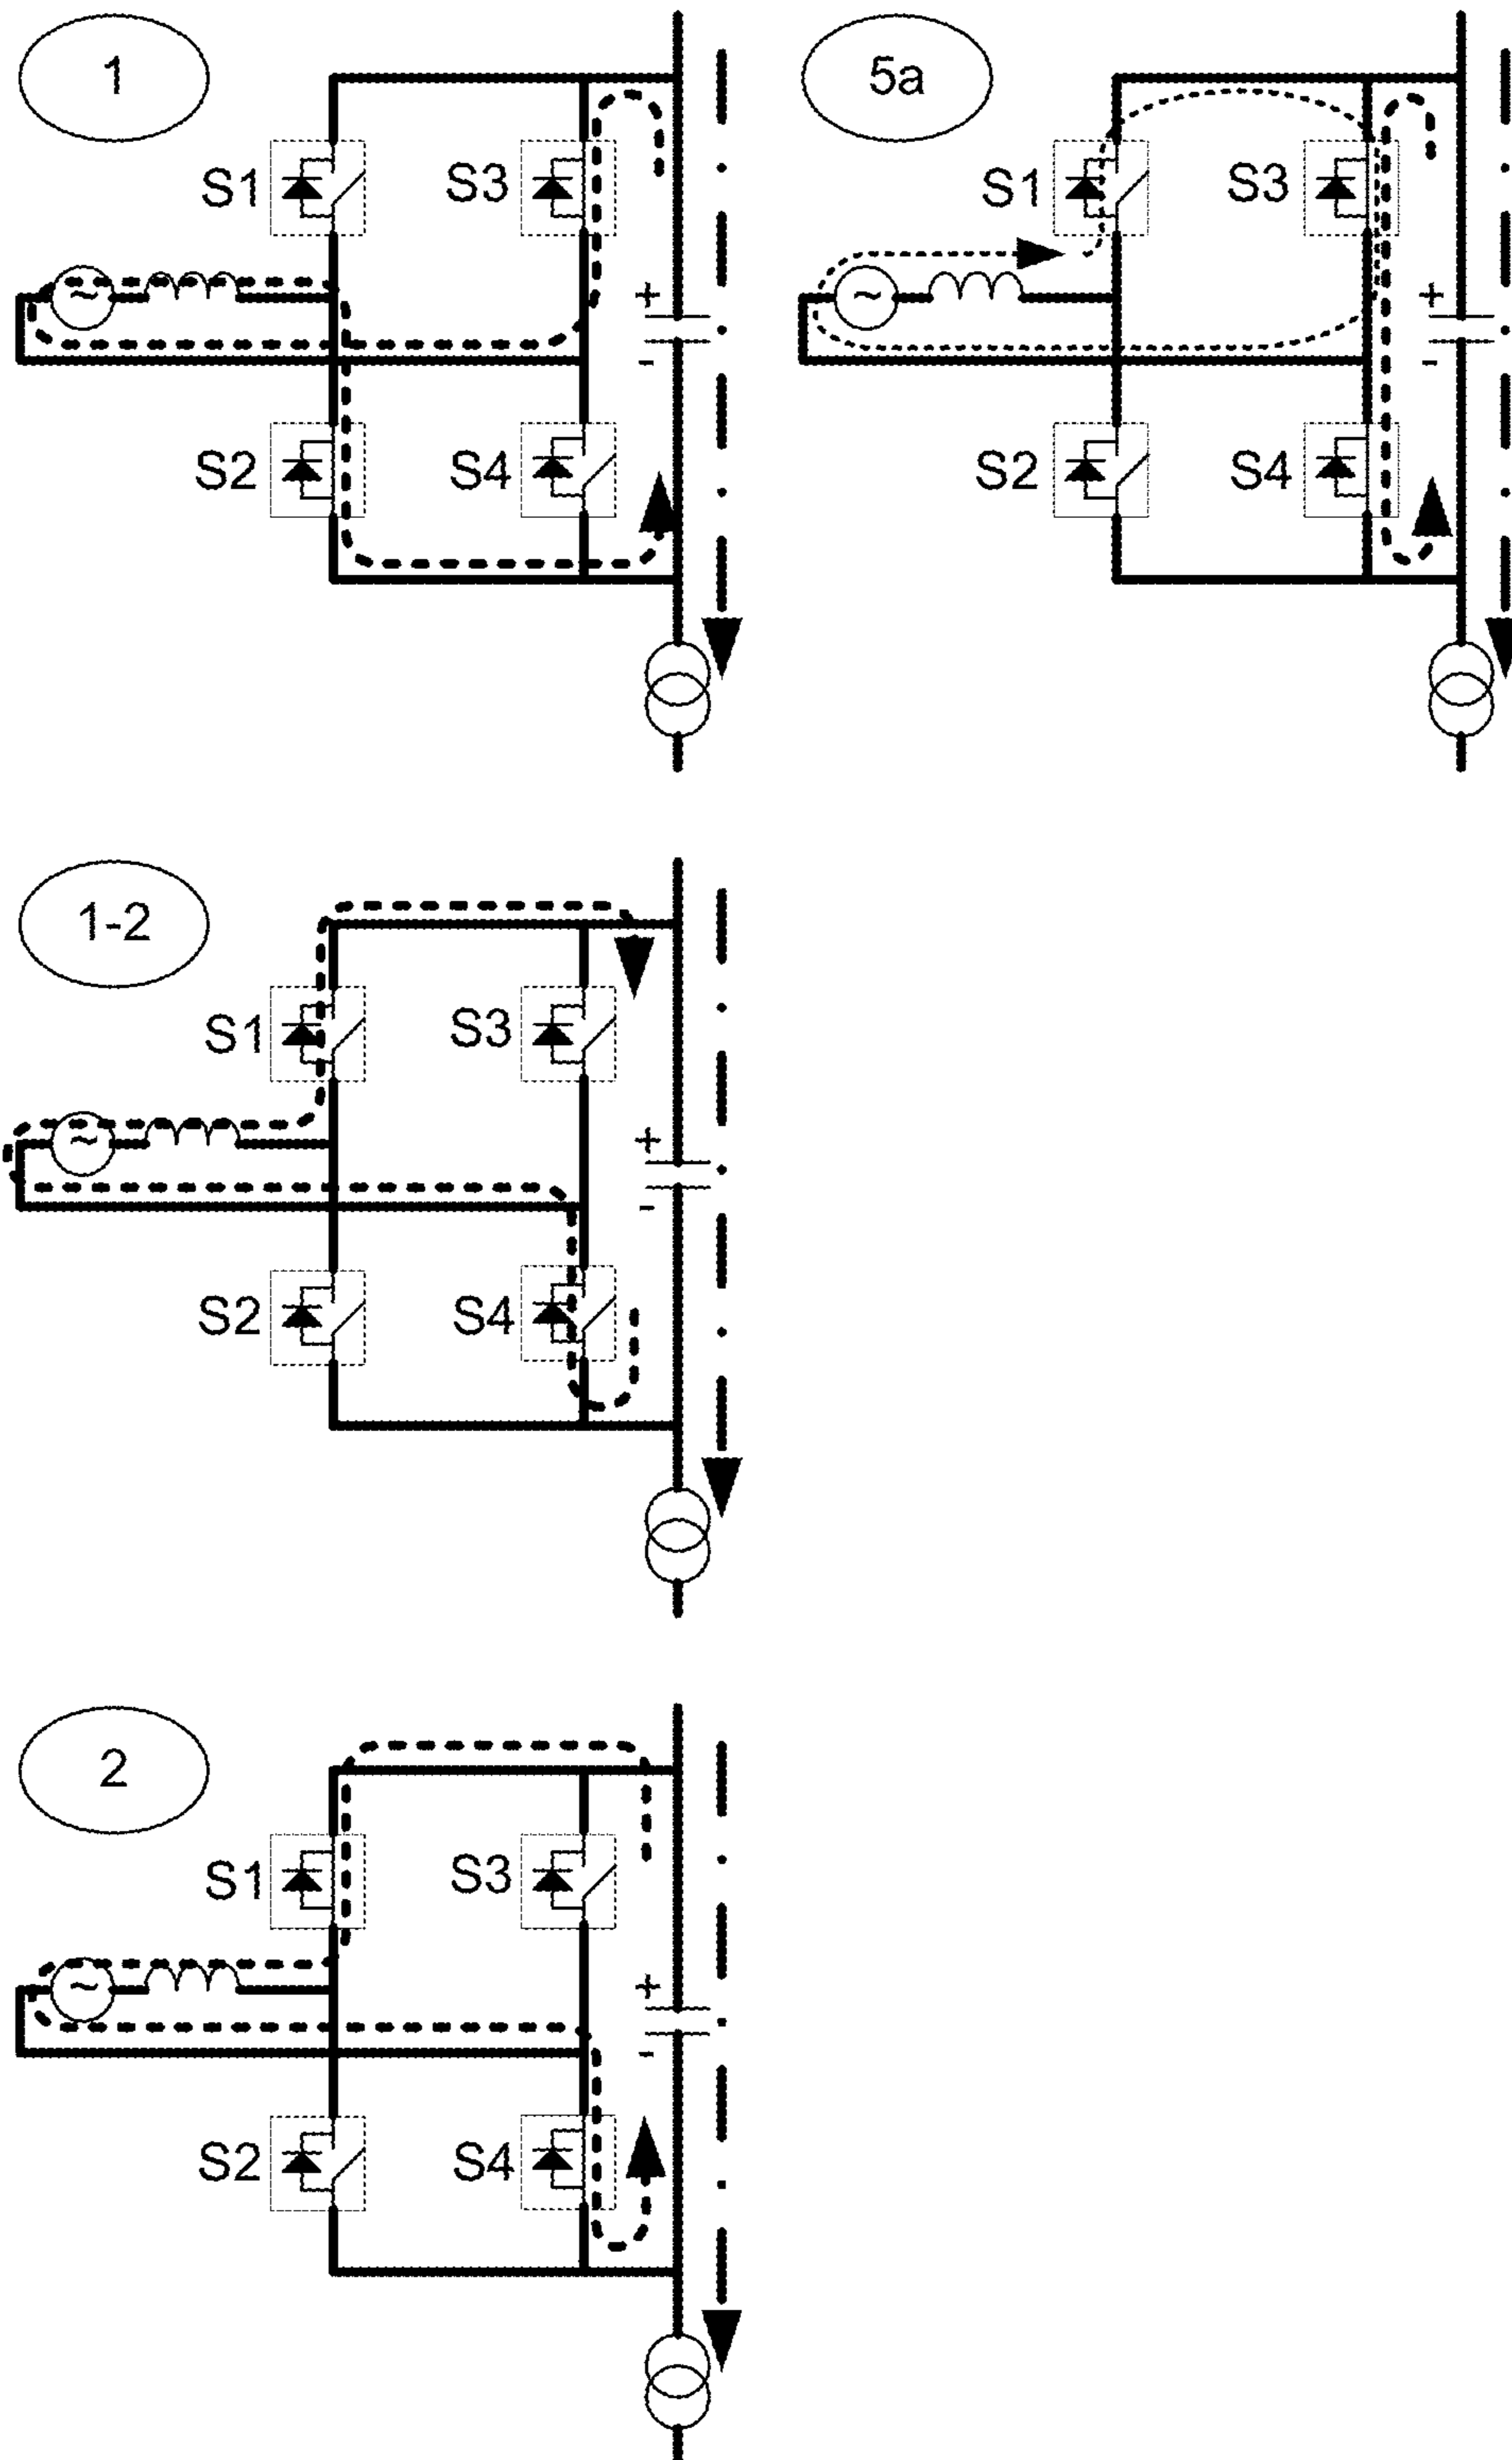 1
S1
S3
~
+
-
S2
S4
5a
S1
S3
~
+
-
S2
S4
1-2
S1
S3
~
+
-
S2
S4
2
S1
S3
~
+
-
S2
S4